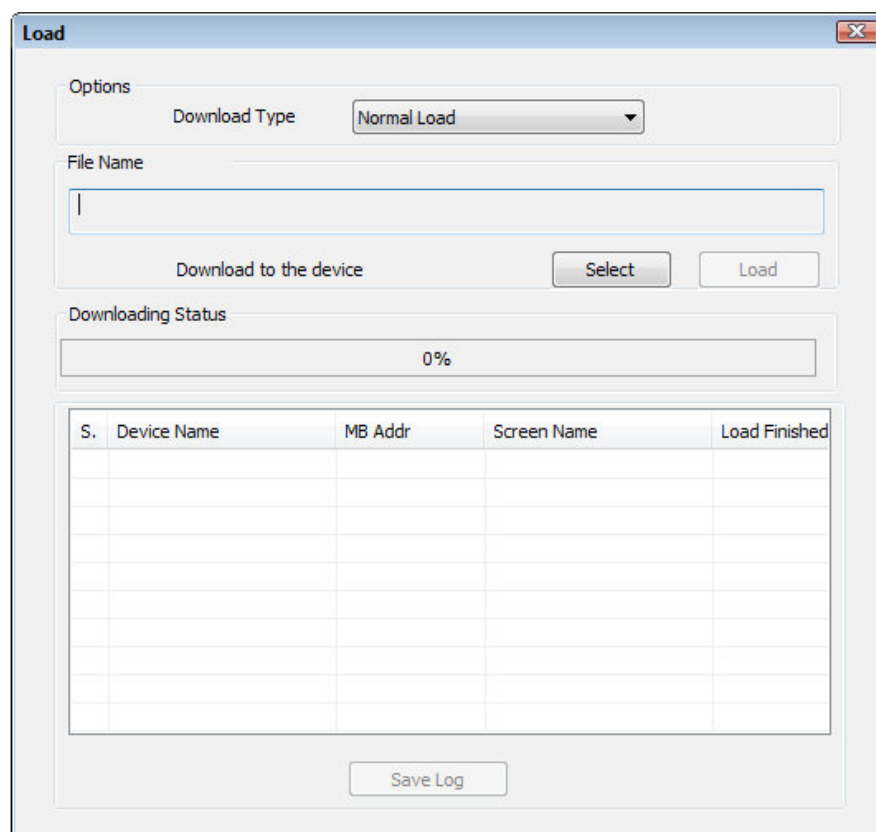 Load
Options
Download Type Normal Load
File Name
Download to the device Select Load
Downloading Status
0%
S. Device Name MB Addr Screen Name Load Finished
Save Log